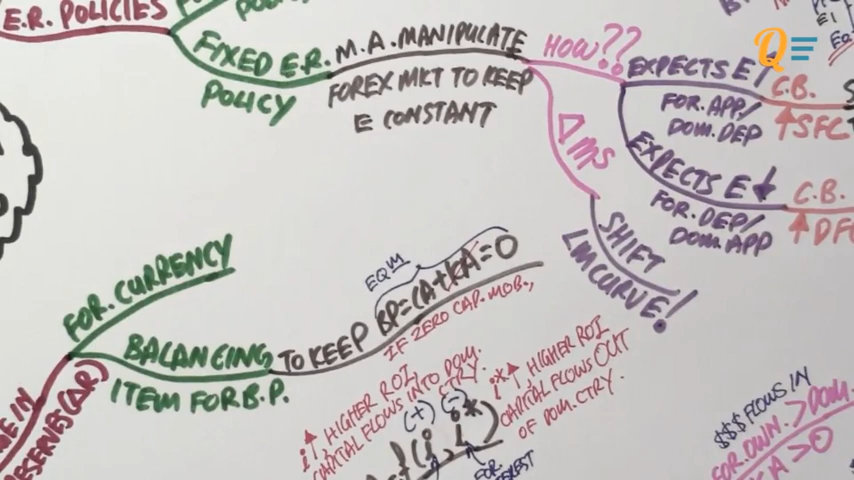 E.R. POLICIES
FIXED E.R.
POLICY
M.A. MANIPULATE
FOREX MKT TO KEEP
E CONSTANT
HOW??
ΔMS
SHIFT
LM CURVE!
EXPECTS E↑
FOR. APP/
DOM. DEP
C.B.
↑SFC
EXPECTS E↓
FOR. DEP/
DOM. APP
C.B.
↑DF
FOR. CURRENCY
BALANCING
ITEM FOR B.P.
TO KEEP BP=CA+KA=0
EQM
IF ZERO CAP. MOB.,
i↑ HIGHER ROI
CAPITAL FLOWS INTO DOM.
CTRY.
(+) (-)
(i, i*)
i*↑ HIGHER ROI
CAPITAL FLOWS OUT
OF DOM. CTRY.
FOR.
$$$ FLOWS IN
FOR. OWN. > DOM.
KA>0